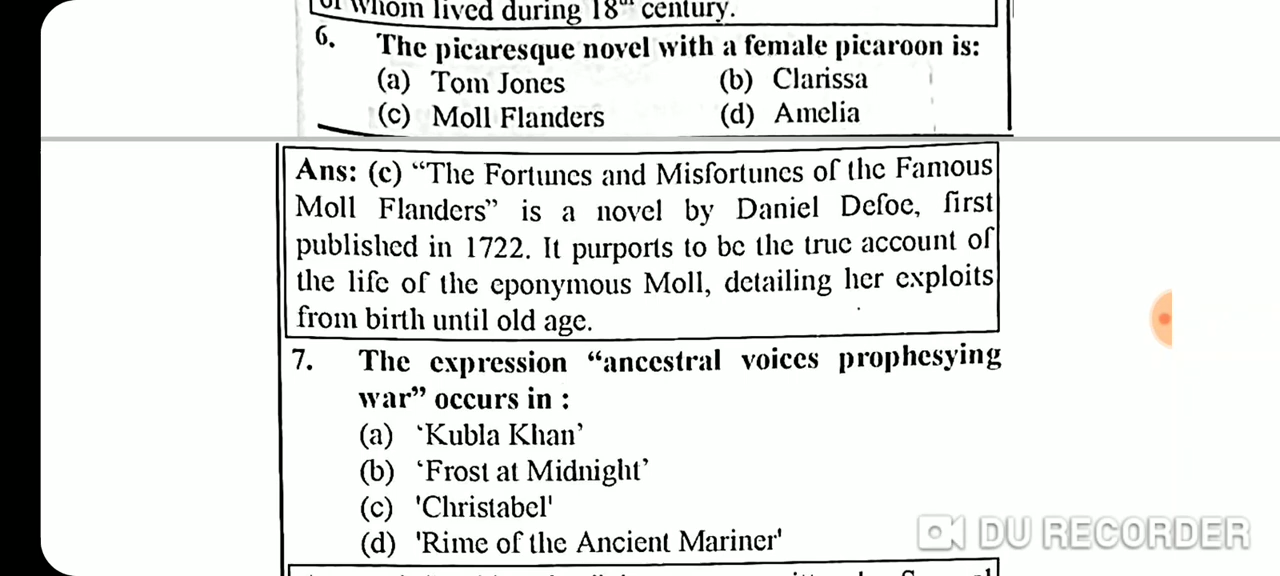 of whom lived during 18th century.
6. The picaresque novel with a female picaroon is:
(a) Tom Jones (b) Clarissa
(c) Moll Flanders (d) Amelia
Ans: (c) “The Fortunes and Misfortunes of the Famous
Moll Flanders” is a novel by Daniel Defoe, first
published in 1722. It purports to be the true account of
the life of the eponymous Moll, detailing her exploits
from birth until old age.
7. The expression “ancestral voices prophesying
war” occurs in :
(a) ‘Kubla Khan’
(b) ‘Frost at Midnight’
(c) 'Christabel'
(d) 'Rime of the Ancient Mariner'
DU RECORDER